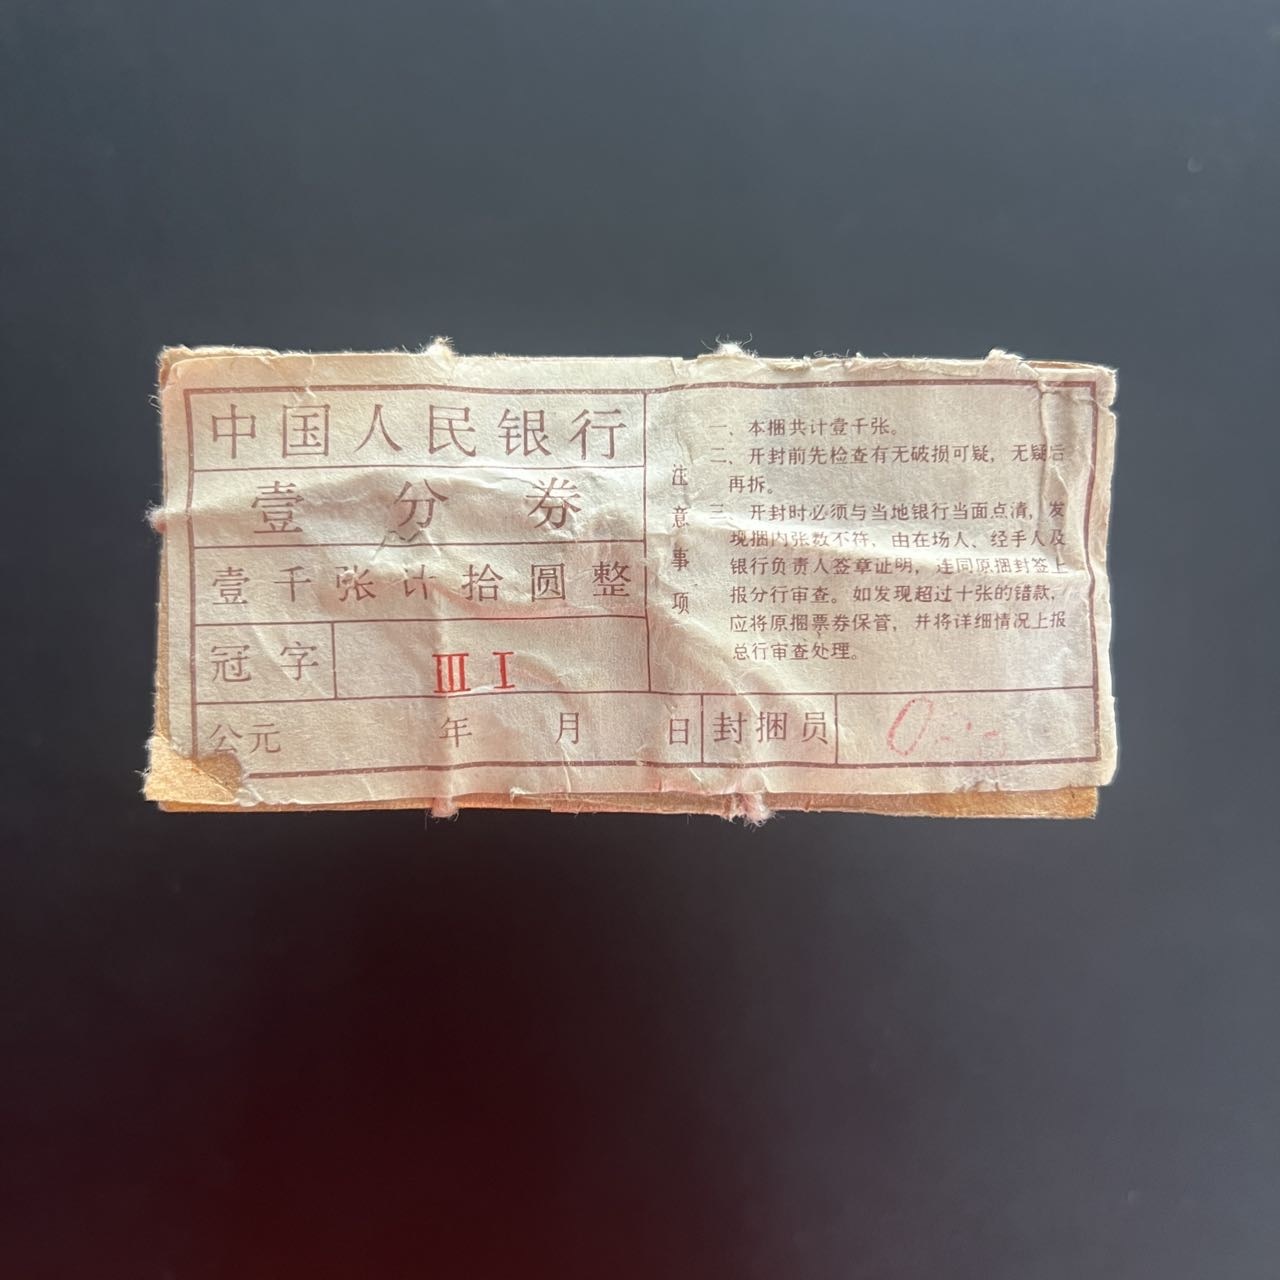 中国人民银行
壹分券
壹千张计拾圆整
冠字 Ⅲ Ⅰ
公元 年 月 日 封捆员
注意事项
一、本捆共计壹千张。
二、开封前先检查有无破损可疑，无疑后
再拆。
三 开封时必须与当地银行当面点清，发
现捆内张数不符，由在场人、经手人及
银行负责人签章证明，连同原捆封签上
报分行审查。如发现超过十张的错款，
应将原捆票券保管，并将详细情况上报
总行审查处理。